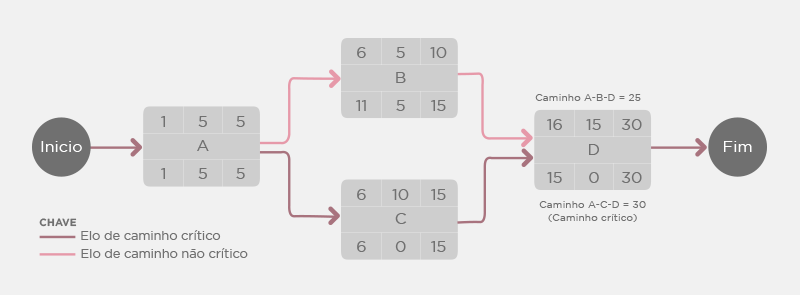 Inicio
1 5 5
A
1 5 5
6 5 10
B
11 5 15
6 10 15
C
6 0 15
Caminho A-B-D = 25
16 15 30
D
15 0 30
Caminho A-C-D = 30
(Caminho crítico)
Fim
CHAVE
Elo de caminho crítico
Elo de caminho não crítico